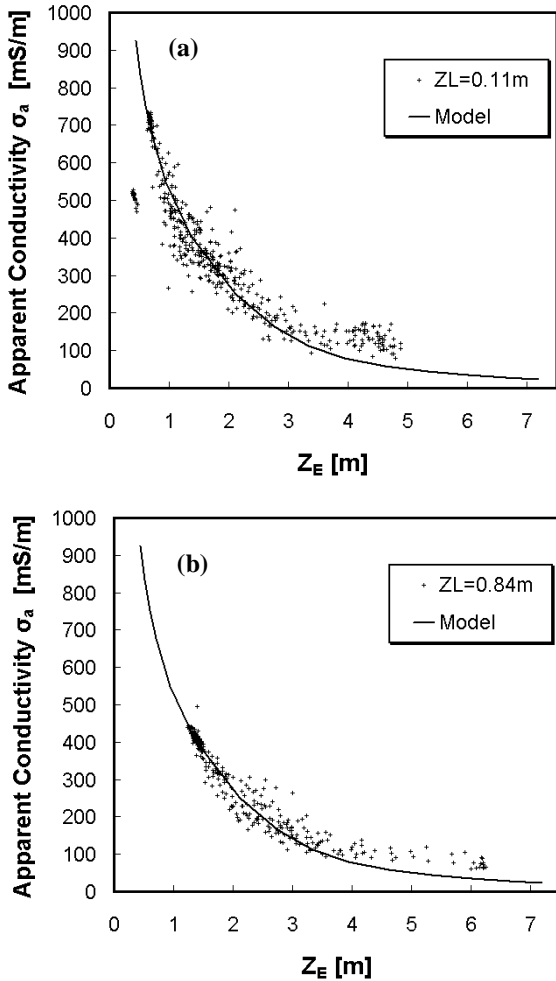 (a)
Apparent Conductivity σa [mS/m]
1000
900
800
700
600
500
400
300
200
100
0
ZL=0.11m
Model
0 1 2 3 4 5 6 7
ZE [m]
(b)
Apparent Conductivity σa [mS/m]
1000
900
800
700
600
500
400
300
200
100
0
ZL=0.84m
Model
0 1 2 3 4 5 6 7
ZE [m]